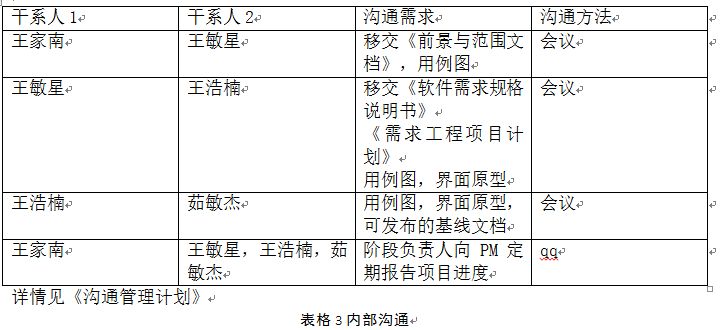 干系人 1 干系人 2 沟通需求 沟通方法
王家南 王敏星 移交《前景与范围文 会议
档》，用例图
王敏星 王浩楠 移交《软件需求规格 会议
说明书》
《需求工程项目计
划》
用例图，界面原型
王浩楠 茹敏杰 用例图，界面原型， 会议
可发布的基线文档
王家南 王敏星，王浩楠，茹 阶段负责人向 PM 定 qq
敏杰 期报告项目进度
详情见《沟通管理计划》
表格 3 内部沟通